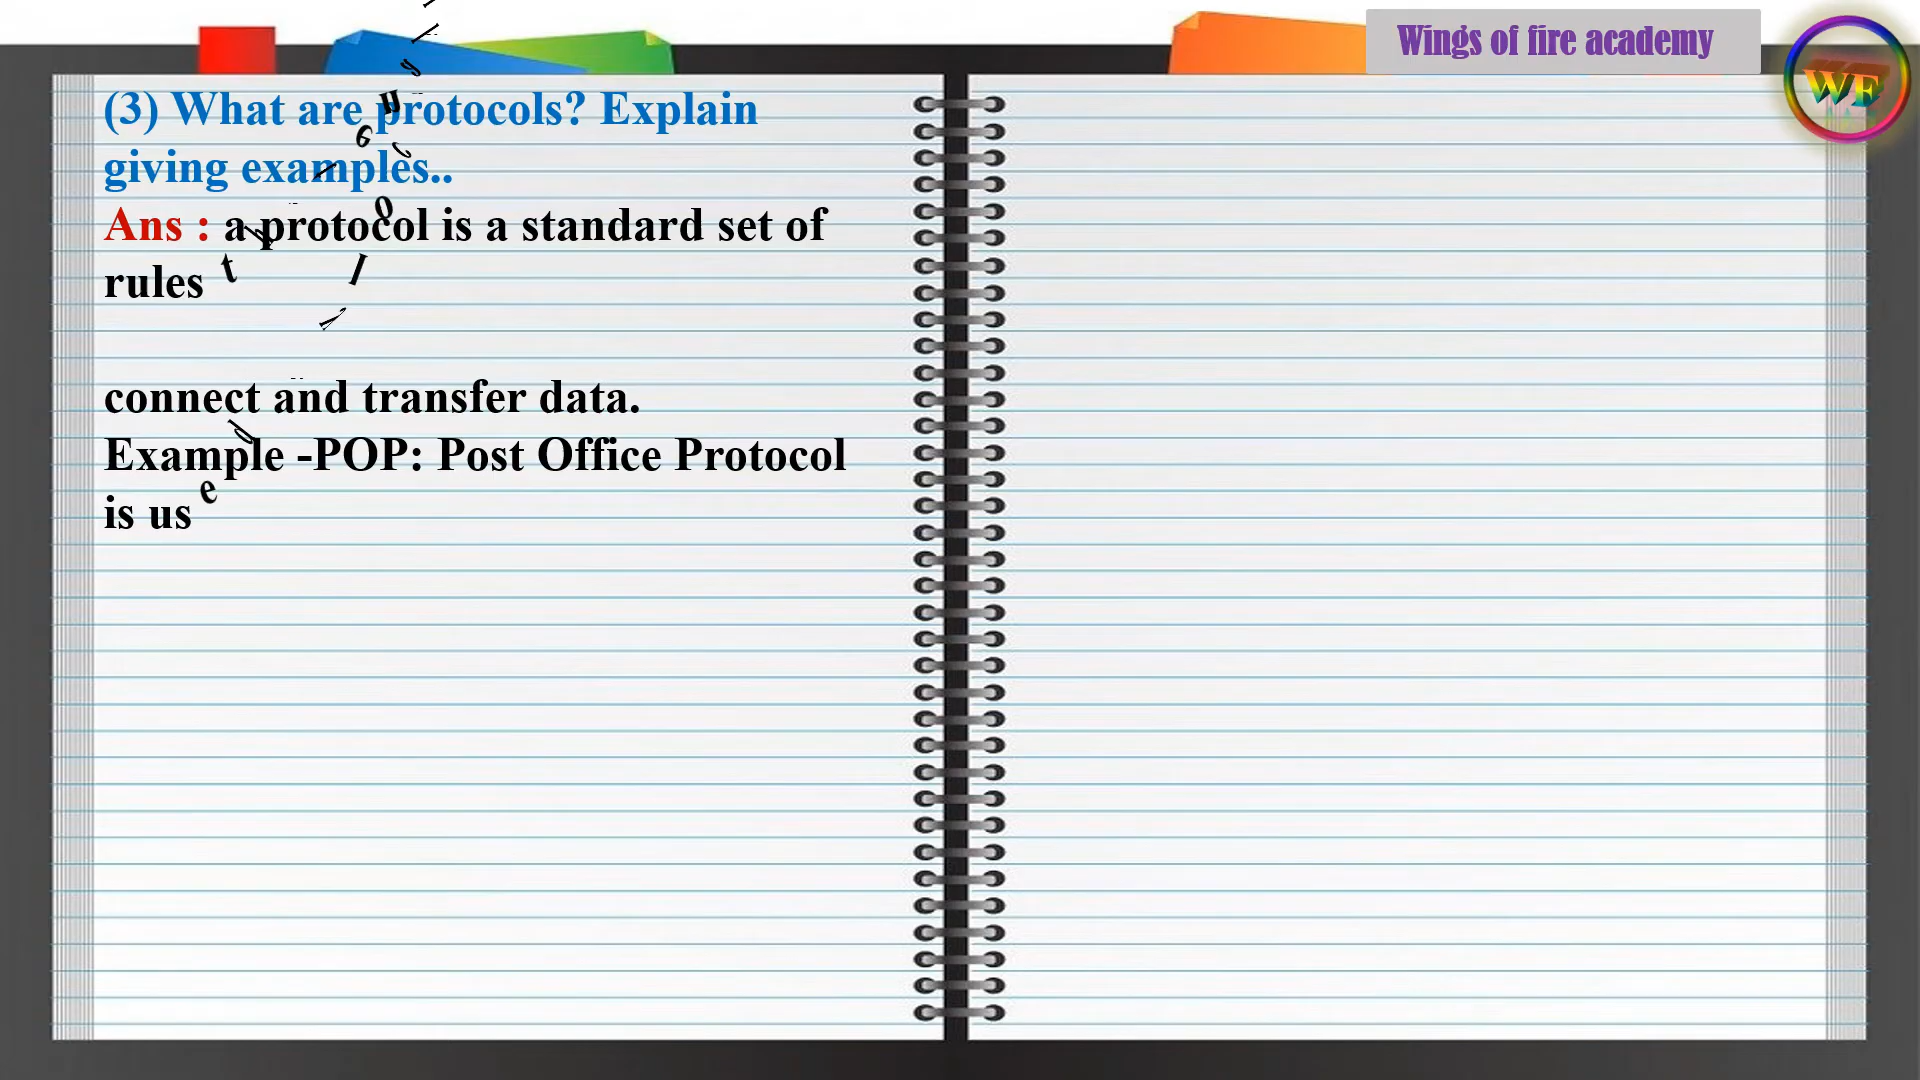 Wings of fire academy
WE
(3) What are protocols? Explain
giving examples..
Ans : a protocol is a standard set of
rules
connect and transfer data.
Example -POP: Post Office Protocol
is us